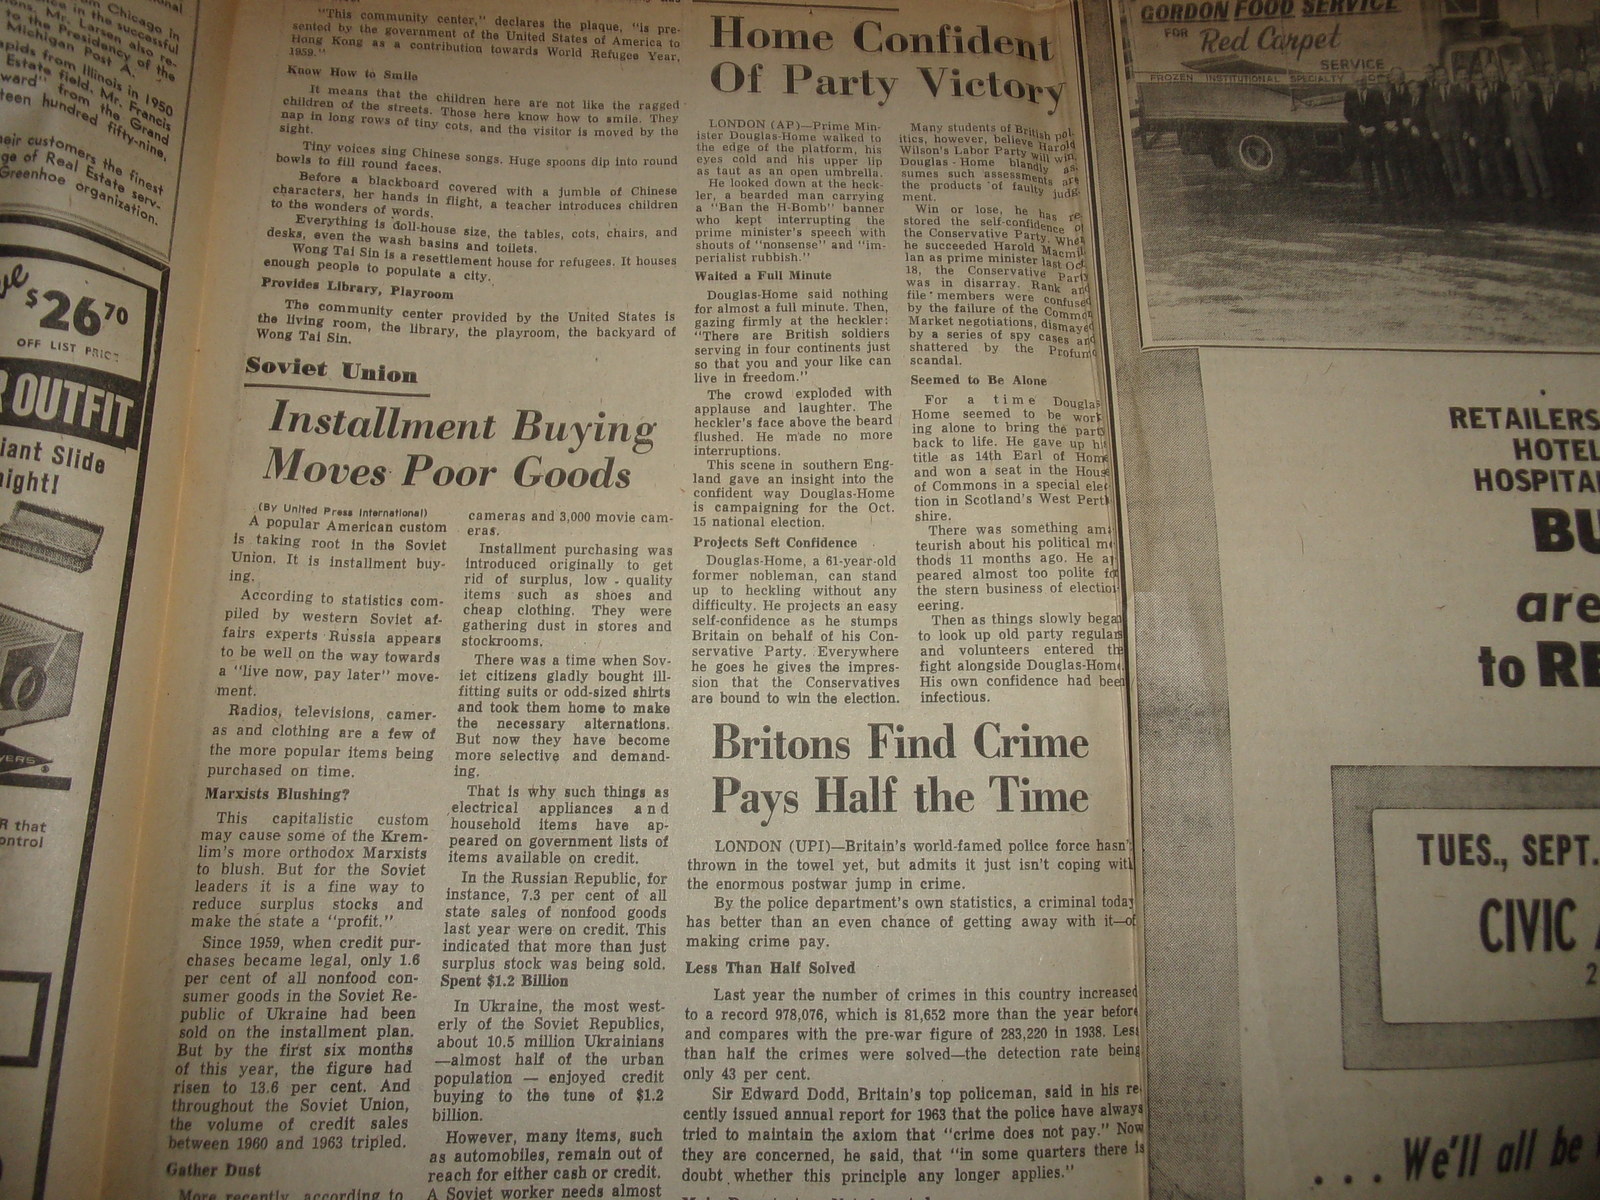 Chicago in
in the successful
Mr. Larsen also re-
to the Presidency of the
Michigan Post A.
from Illinois in 1950
Estate field. Mr. Francis
ward" from the Grand
teen hundred fifty-nine.
their customers the finest
of Real Estate serv-
Greenhoe organization.
$26.70
OFF LIST PRICE
OUTFIT
iant Slide
ight!
R that
ontrol
"This community center," declares the plaque, "is pre-
sented by the government of the United States of America to
Hong Kong as a contribution towards World Refugee Year,
1959."
Know How to Smile
It means that the children here are not like the ragged
children of the streets. Those here know how to smile. They
nap in long rows of tiny cots, and the visitor is moved by the
sight.
Tiny voices sing Chinese songs. Huge spoons dip into round
bowls to fill round faces.
Before a blackboard covered with a jumble of Chinese
characters, her hands in flight, a teacher introduces children
to the wonders of words.
Everything is doll-house size, the tables, cots, chairs, and
desks, even the wash basins and toilets.
Wong Tai Sin is a resettlement house for refugees. It houses
enough people to populate a city.
Provides Library, Playroom
The community center provided by the United States is
the living room, the library, the playroom, the backyard of
Wong Tai Sin.
Soviet Union
Installment Buying
Moves Poor Goods
(By United Press International)
A popular American custom
is taking root in the Soviet
Union. It is installment buy-
ing.
According to statistics com-
piled by western Soviet af-
fairs experts Russia appears
to be well on the way towards
a "live now, pay later" move-
ment.
Radios, televisions, camer-
as and clothing are a few of
the more popular items being
purchased on time.
Marxists Blushing?
This capitalistic custom
may cause some of the Krem-
lim's more orthodox Marxists
to blush. But for the Soviet
leaders it is a fine way to
reduce surplus stocks and
make the state a "profit."
Since 1959, when credit pur-
chases became legal, only 1.6
per cent of all nonfood con-
sumer goods in the Soviet Re-
public of Ukraine had been
sold on the installment plan.
But by the first six months
of this year, the figure had
risen to 13.6 per cent. And
throughout the Soviet Union,
the volume of credit sales
between 1960 and 1963 tripled.
Gather Dust
More recently, according to
cameras and 3,000 movie cam-
eras.
Installment purchasing was
introduced originally to get
rid of surplus, low - quality
items such as shoes and
cheap clothing. They were
gathering dust in stores and
stockrooms.
There was a time when Sov-
iet citizens gladly bought ill-
fitting suits or odd-sized shirts
and took them home to make
the necessary alternations.
But now they have become
more selective and demand-
ing.
That is why such things as
electrical appliances and
household items have ap-
peared on government lists of
items available on credit.
In the Russian Republic, for
instance, 7.3 per cent of all
state sales of nonfood goods
last year were on credit. This
indicated that more than just
surplus stock was being sold.
Spent $1.2 Billion
In Ukraine, the most west-
erly of the Soviet Republics,
about 10.5 million Ukrainians
—almost half of the urban
population — enjoyed credit
buying to the tune of $1.2
billion.
However, many items, such
as automobiles, remain out of
reach for either cash or credit.
A Soviet worker needs almost
Home Confident
Of Party Victory
LONDON (AP)—Prime Min-
ister Douglas-Home walked to
the edge of the platform, his
eyes cold and his upper lip
as taut as an open umbrella.
He looked down at the heck-
ler, a bearded man carrying
a "Ban the H-Bomb" banner
who kept interrupting the
prime minister's speech with
shouts of "nonsense" and "im-
perialist rubbish."
Waited a Full Minute
Douglas-Home said nothing
for almost a full minute. Then,
gazing firmly at the heckler:
"There are British soldiers
serving in four continents just
so that you and your like can
live in freedom."
The crowd exploded with
applause and laughter. The
heckler's face above the beard
flushed. He made no more
interruptions.
This scene in southern Eng-
land gave an insight into the
confident way Douglas-Home
is campaigning for the Oct.
15 national election.
Projects Seft Confidence
Douglas-Home, a 61-year-old
former nobleman, can stand
up to heckling without any
difficulty. He projects an easy
self-confidence as he stumps
Britain on behalf of his Con-
servative Party. Everywhere
he goes he gives the impres-
sion that the Conservatives
are bound to win the election.
Many students of British pol-
itics, however, believe Harold
Wilson's Labor Party will win.
Douglas - Home blandly as-
sumes such assessments are
the products of faulty judg-
ment.
Win or lose, he has re-
stored the self-confidence of
the Conservative Party. When
he succeeded Harold Macmil-
lan as prime minister last Oct.
18, the Conservative Party
was in disarray. Rank and
file members were confused
by the failure of the Common
Market negotiations, dismayed
by a series of spy cases and
shattered by the Profumo
scandal.
Seemed to Be Alone
For a time Douglas
Home seemed to be work
ing alone to bring the party
back to life. He gave up his
title as 14th Earl of Home
and won a seat in the House
of Commons in a special elec
tion in Scotland's West Perth
shire.
There was something ama
teurish about his political me
thods 11 months ago. He ap
peared almost too polite for
the stern business of election
eering.
Then as things slowly began
to look up old party regulars
and volunteers entered the
fight alongside Douglas-Home.
His own confidence had been
infectious.
Britons Find Crime
Pays Half the Time
LONDON (UPI)—Britain's world-famed police force hasn't
thrown in the towel yet, but admits it just isn't coping with
the enormous postwar jump in crime.
By the police department's own statistics, a criminal today
has better than an even chance of getting away with it—of
making crime pay.
Less Than Half Solved
Last year the number of crimes in this country increased
to a record 978,076, which is 81,652 more than the year before
and compares with the pre-war figure of 283,220 in 1938. Less
than half the crimes were solved—the detection rate being
only 43 per cent.
Sir Edward Dodd, Britain's top policeman, said in his re-
cently issued annual report for 1963 that the police have always
tried to maintain the axiom that "crime does not pay." Now
they are concerned, he said, that "in some quarters there is
doubt whether this principle any longer applies."
GORDON FOOD SERVICE
FOR Red Carpet
SERVICE
FROZEN INSTITUTIONAL SPECIALTY
RETAILERS
HOTEL
HOSPITA
BU
are
to RE
TUES., SEPT.
CIVIC A
2
. . . We'll all be